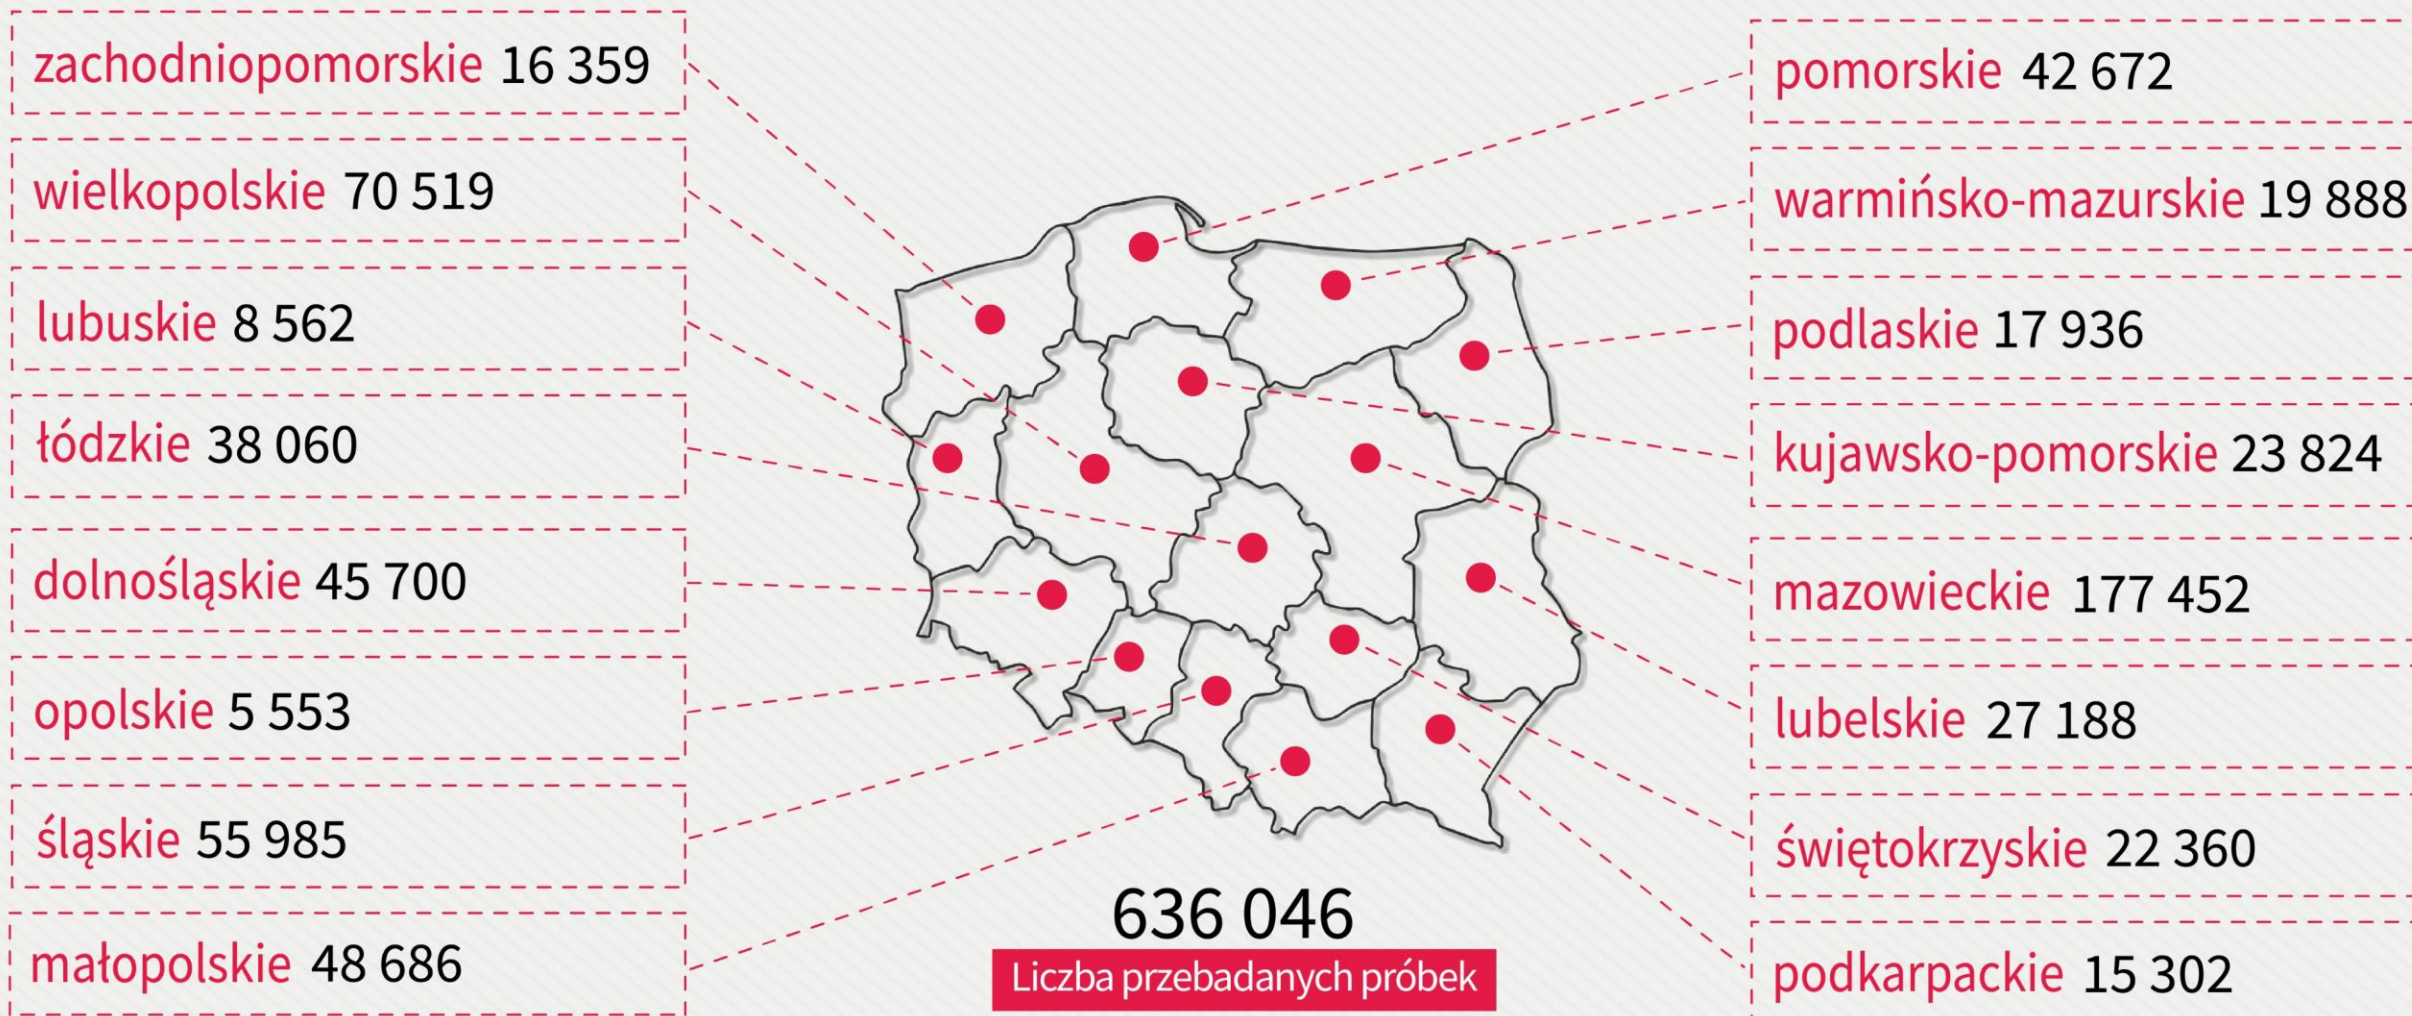 zachodniopomorskie 16 359
wielkopolskie 70 519
lubuskie 8 562
łódzkie 38 060
dolnośląskie 45 700
opolskie 5 553
śląskie 55 985
małopolskie 48 686
pomorskie 42 672
warmińsko-mazurskie 19 888
podlaskie 17 936
kujawsko-pomorskie 23 824
mazowieckie 177 452
lubelskie 27 188
świętokrzyskie 22 360
podkarpackie 15 302
636 046
Liczba przebadanych próbek